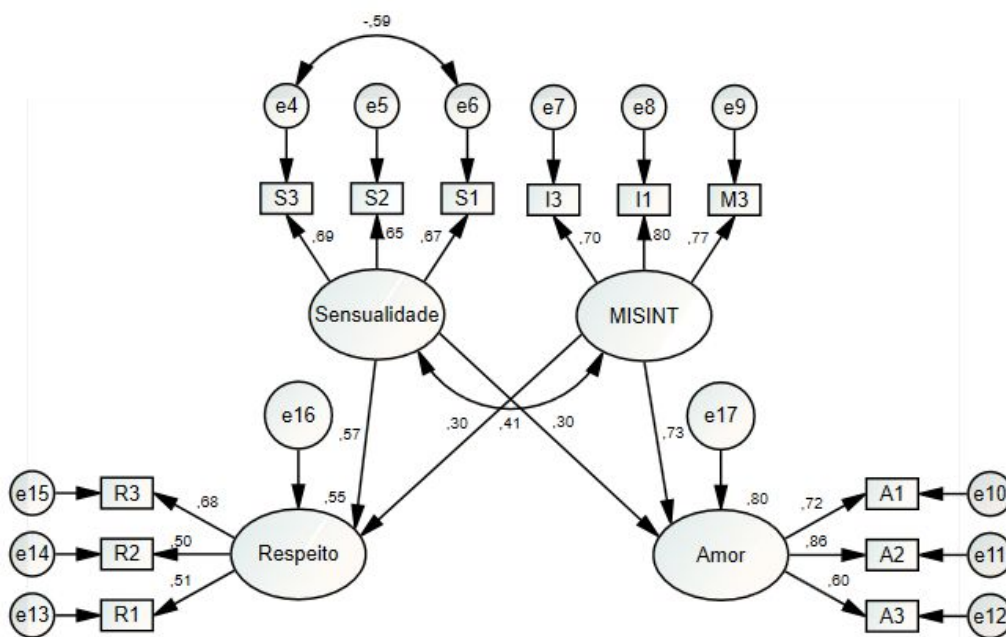 -,59
e4 e5 e6 e7 e8 e9
S3 S2 S1 I3 I1 M3
,69 ,65 ,67 ,70 ,80 ,77
Sensualidade MISINT
e16 e17
,57 ,30 ,41 ,30 ,73
e15 R3 ,68 ,55 ,80 ,72 A1 e10
e14 R2 ,50 Respeito Amor ,86 A2 e11
e13 R1 ,51 ,60 A3 e12